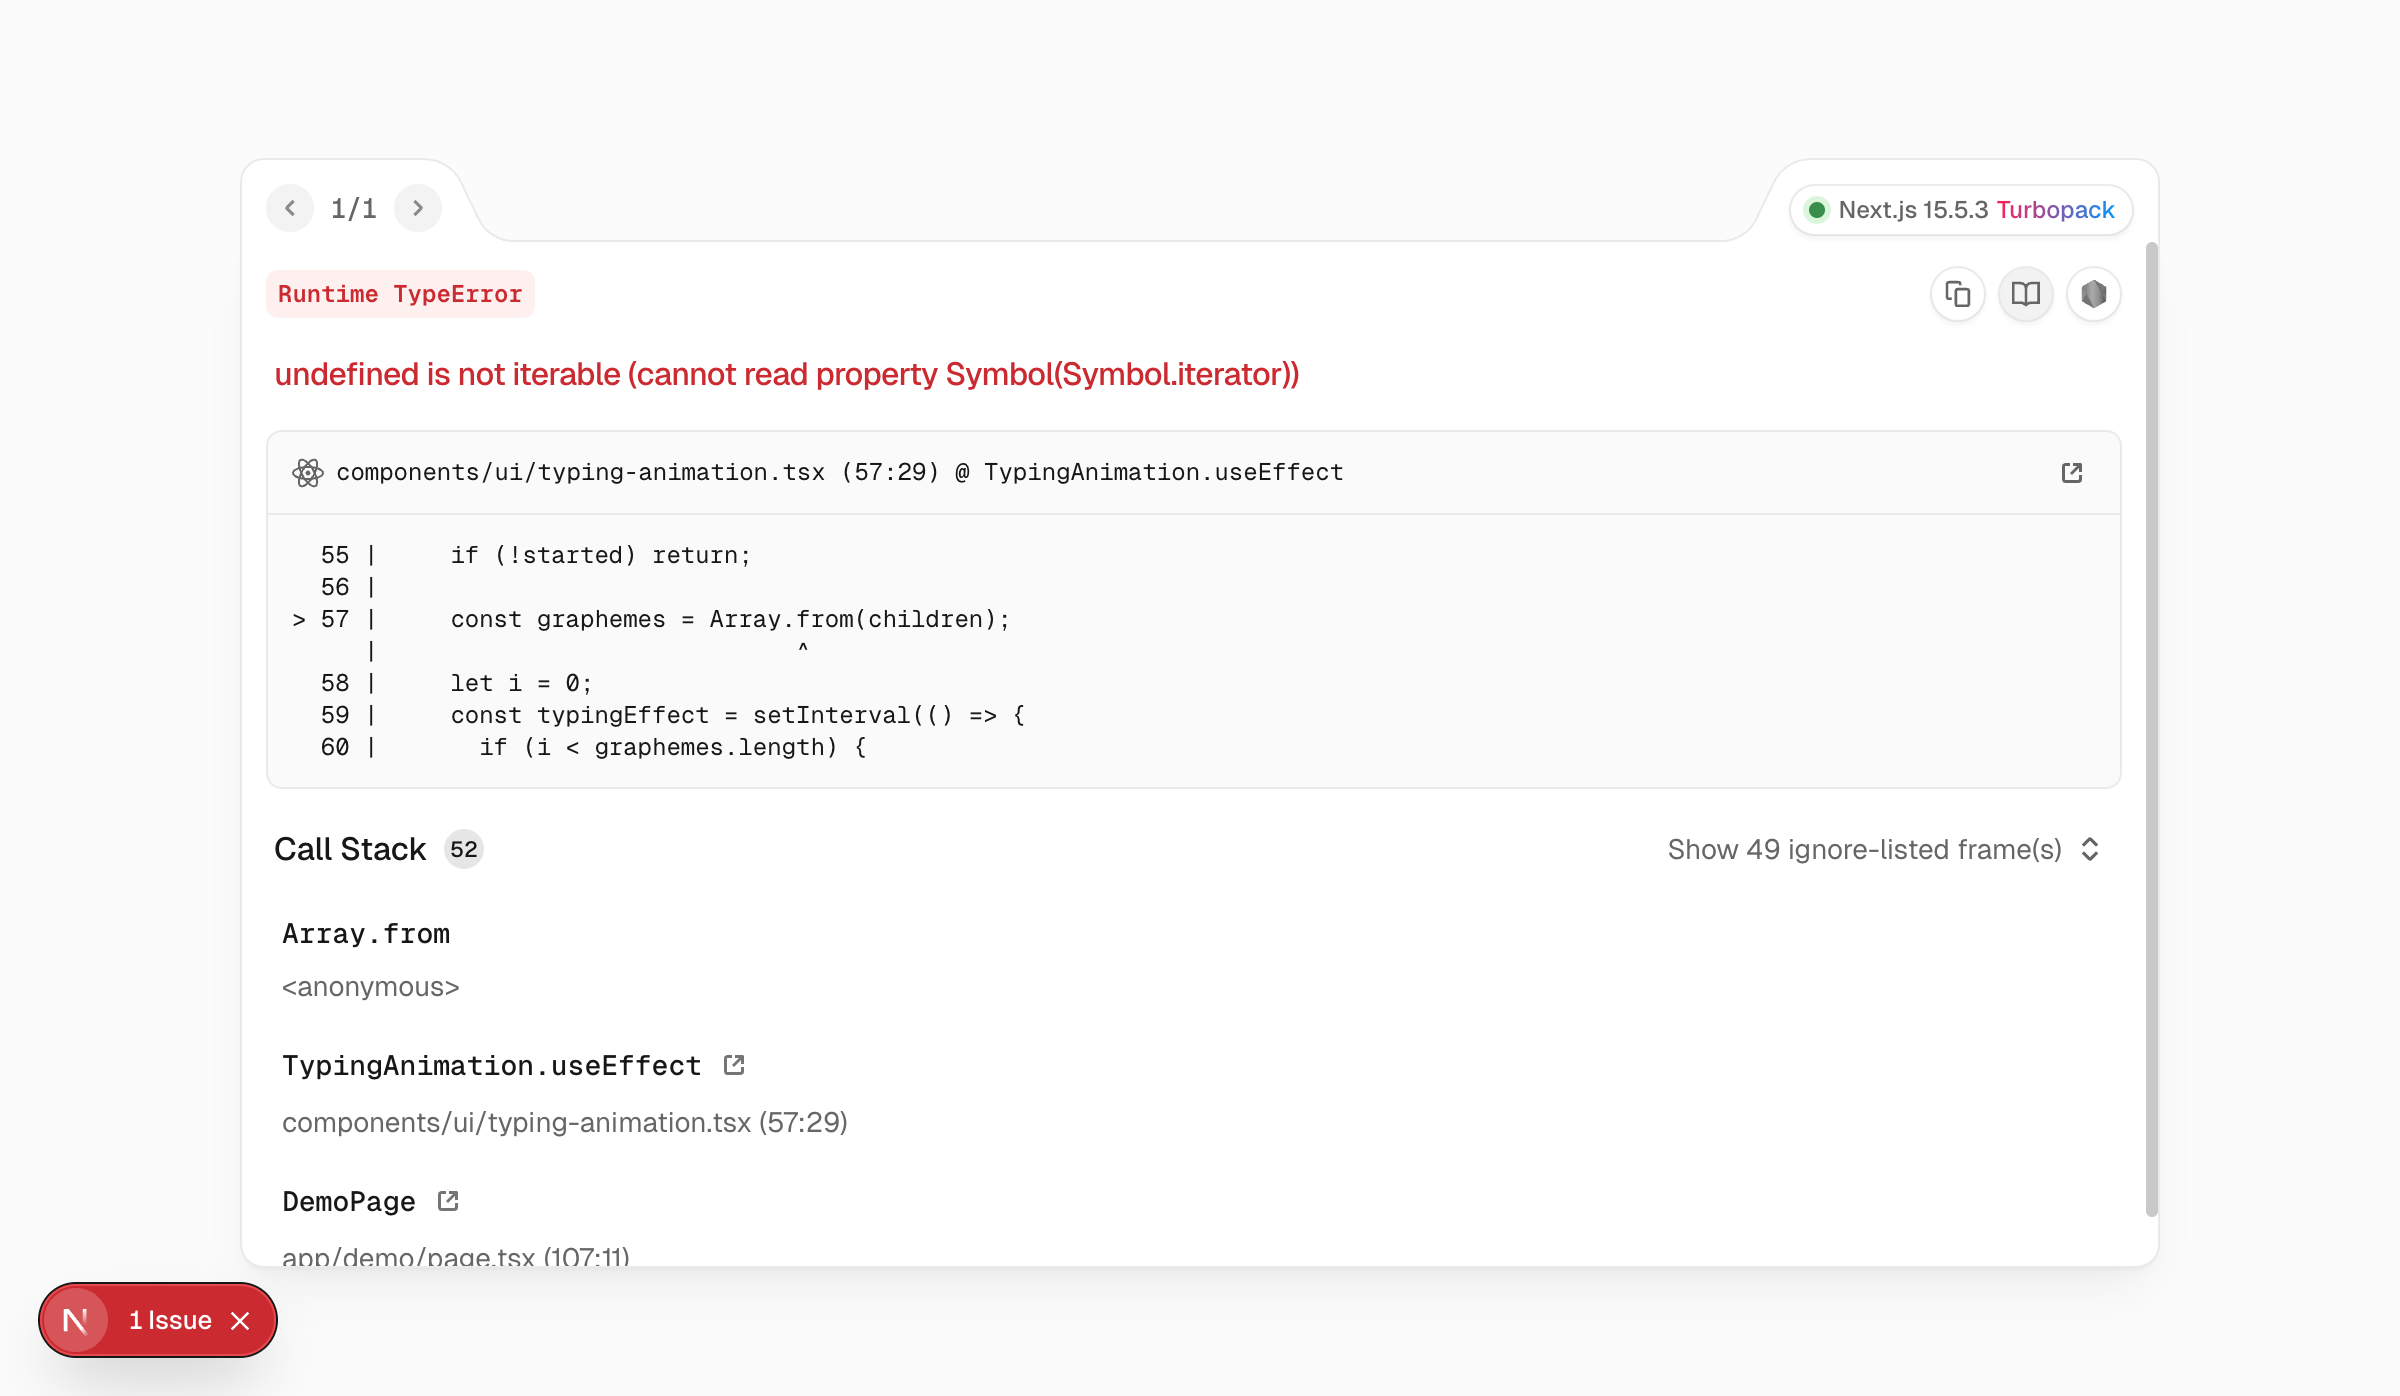 1/1
Next.js 15.5.3 Turbopack
Runtime TypeError
undefined is not iterable (cannot read property Symbol(Symbol.iterator))
components/ui/typing-animation.tsx (57:29) @ TypingAnimation.useEffect
55 |     if (!started) return;
56 |
> 57 |     const graphemes = Array.from(children);
|                             ^
58 |     let i = 0;
59 |     const typingEffect = setInterval(() => {
60 |       if (i < graphemes.length) {
Call Stack 52
Show 49 ignore-listed frame(s)
Array.from
<anonymous>
TypingAnimation.useEffect
components/ui/typing-animation.tsx (57:29)
DemoPage
app/demo/page.tsx (107:11)
N 1 Issue